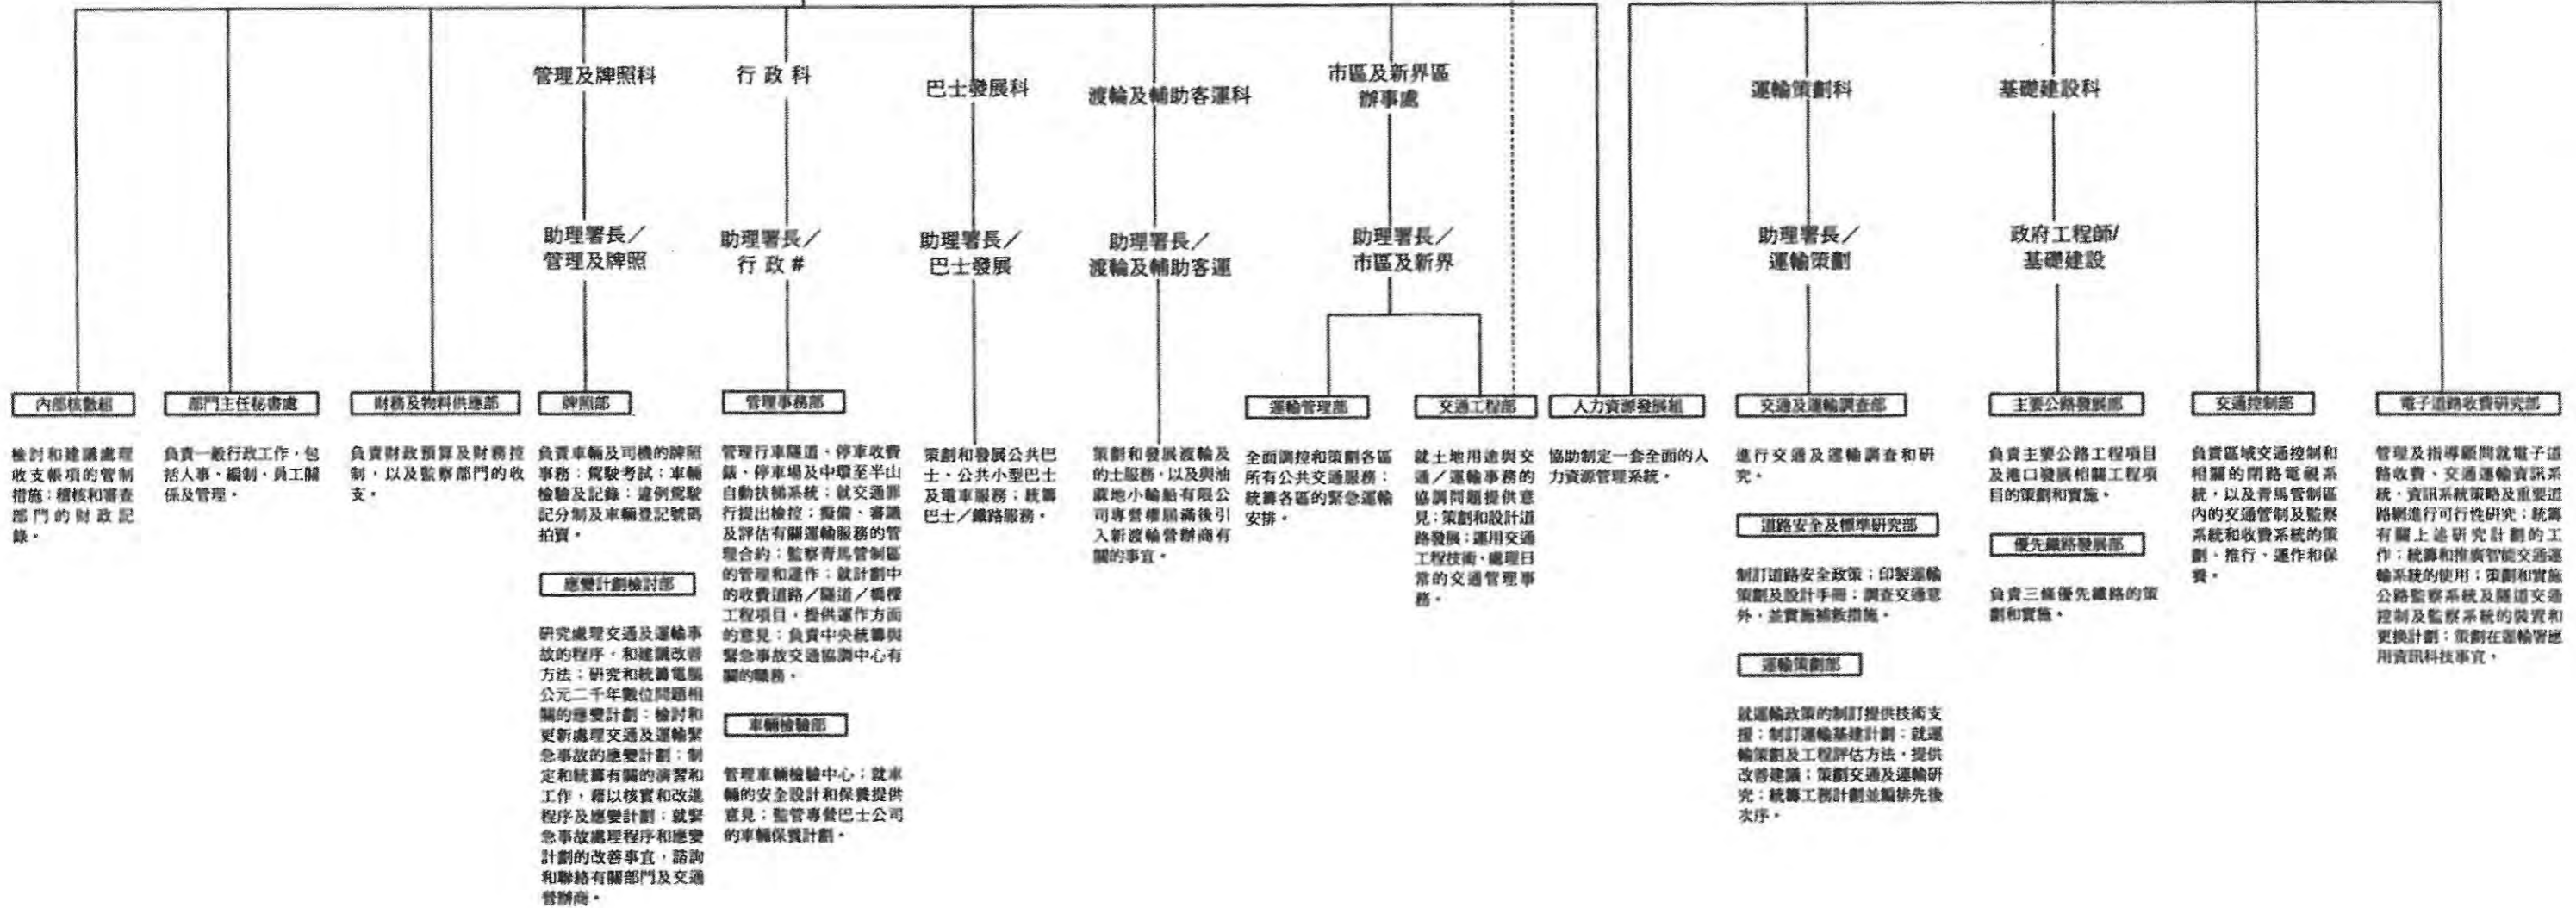 管理及牌照科
行政科
巴士發展科
渡輪及輔助客運科
市區及新界區
辦事處
運輸策劃科
基礎建設科
助理署長／
管理及牌照
助理署長／
行政#
助理署長／
巴士發展
助理署長／
渡輪及輔助客運
助理署長／
市區及新界
助理署長／
運輸策劃
政府工程師/
基礎建設
內部核數組
檢討和建議處理
收支帳項的管制
措施；稽核和審查
部門的財政記
錄。
部門主任秘書處
負責一般行政工作，包
括人事、編制、員工關
係及管理。
財務及物料供應部
負責財政預算及財務控
制，以及監察部門的收
支。
牌照部
負責車輛及司機的牌照
事務；駕駛考試；車輛
檢驗及記錄；違例駕駛
記分制及車輛登記號碼
拍賣。
應變計劃檢討部
研究處理交通及運輸事
故的程序，和建議改善
方法；研究和統籌電腦
公元二千年數位問題相
關的應變計劃；檢討和
更新處理交通及運輸緊
急事故的應變計劃；制
定和統籌有關的演習和
工作，藉以核實和改進
程序及應變計劃；就緊
急事故處理程序和應變
計劃的改善事宜，諮詢
和聯絡有關部門及交通
營辦商。
管理事務部
管理行車隧道、停車收費
錶、停車場及中環至半山
自動扶梯系統；就交通罪
行提出檢控；擬備、審議
及評估有關運輸服務的管
理合約；監察青馬管制區
的管理和運作；就計劃中
的收費道路／隧道／橋樑
工程項目，提供運作方面
的意見；負責中央統籌與
緊急事故交通協調中心有
關的職務。
車輛檢驗部
管理車輛檢驗中心；就車
輛的安全設計和保養提供
意見；監管專營巴士公司
的車輛保養計劃。
策劃和發展公共巴
士、公共小型巴士
及電車服務；統籌
巴士／鐵路服務。
策劃和發展渡輪及
的士服務，以及與油
蔴地小輪船有限公
司專營權屆滿後引
入新渡輪營辦商有
關的事宜。
運輸管理部
全面調控和策劃各區
所有公共交通服務；
統籌各區的緊急運輸
安排。
交通工程部
就土地用途與交
通／運輸事務的
協調問題提供意
見；策劃和設計道
路發展；運用交通
工程技術，處理日
常的交通管理事
務。
人力資源發展組
協助制定一套全面的人
力資源管理系統。
交通及運輸調查部
進行交通及運輸調查和研
究。
道路安全及標準研究部
制訂道路安全政策；印製運輸
策劃及設計手冊；調查交通意
外，並實施補救措施。
運輸策劃部
就運輸政策的制訂提供技術支
援；制訂運輸基建計劃；就運
輸策劃及工程評估方法，提供
改善建議；策劃交通及運輸研
究；統籌工務計劃並編排先後
次序。
主要公路發展部
負責主要公路工程項目
及港口發展相關工程項
目的策劃和實施。
優先鐵路發展部
負責三條優先鐵路的策
劃和實施。
交通控制部
負責區域交通控制和
相關的閉路電視系
統，以及青馬管制區
內的交通管制及監察
系統和收費系統的策
劃、推行、運作和保
養。
電子道路收費研究部
管理及指導顧問就電子道
路收費、交通運輸資訊系
統、資訊系統策略及重要道
路網進行可行性研究；統籌
有關上述研究計劃的工
作；統籌和推廣智能交通運
輸系統的使用；策劃和實施
公路監察系統及隧道交通
控制及監察系統的裝置和
更換計劃；策劃在運輸署應
用資訊科技事宜。